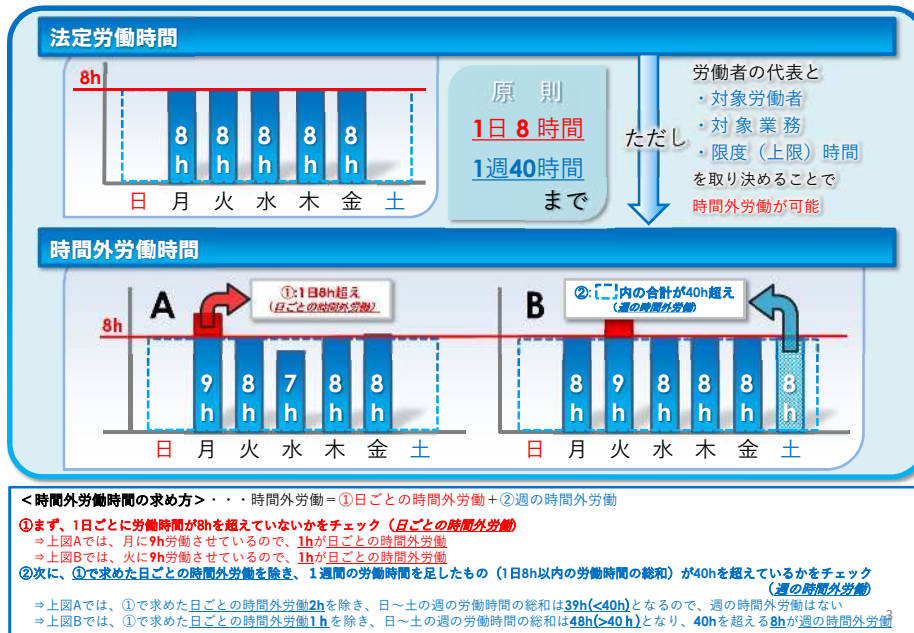 法定労働時間
8h
8h 8h 8h 8h 8h
日 月 火 水 木 金 土
原 則
1日 8 時間
1週40時間
まで
ただし
労働者の代表と
・対象労働者
・対 象 業 務
・限度（上限）時間
を取り決めることで
時間外労働が可能
時間外労働時間
A
①:1日8h超え
(日ごとの時間外労働)
8h
9h 8h 7h 8h 8h
日 月 火 水 木 金 土
B
②:内の合計が40h超え
(週の時間外労働)
8h 9h 8h 8h 8h 8h
日 月 火 水 木 金 土
＜時間外労働時間の求め方＞・・・時間外労働＝①日ごとの時間外労働＋②週の時間外労働
①まず、1日ごとに労働時間が8hを超えていないかをチェック（日ごとの時間外労働)
⇒上図Aでは、月に9h労働させているので、1hが日ごとの時間外労働
⇒上図Bでは、火に9h労働させているので、1hが日ごとの時間外労働
②次に、①で求めた日ごとの時間外労働を除き、１週間の労働時間を足したもの（1日8h以内の労働時間の総和）が40hを超えているかをチェック
(週の時間外労働)
⇒上図Aでは、①で求めた日ごとの時間外労働2hを除き、日～土の週の労働時間の総和は39h(<40h)となるので、週の時間外労働はない
⇒上図Bでは、①で求めた日ごとの時間外労働1hを除き、日～土の週の労働時間の総和は48h(>40h)となり、40hを超える8hが週の時間外労働
3